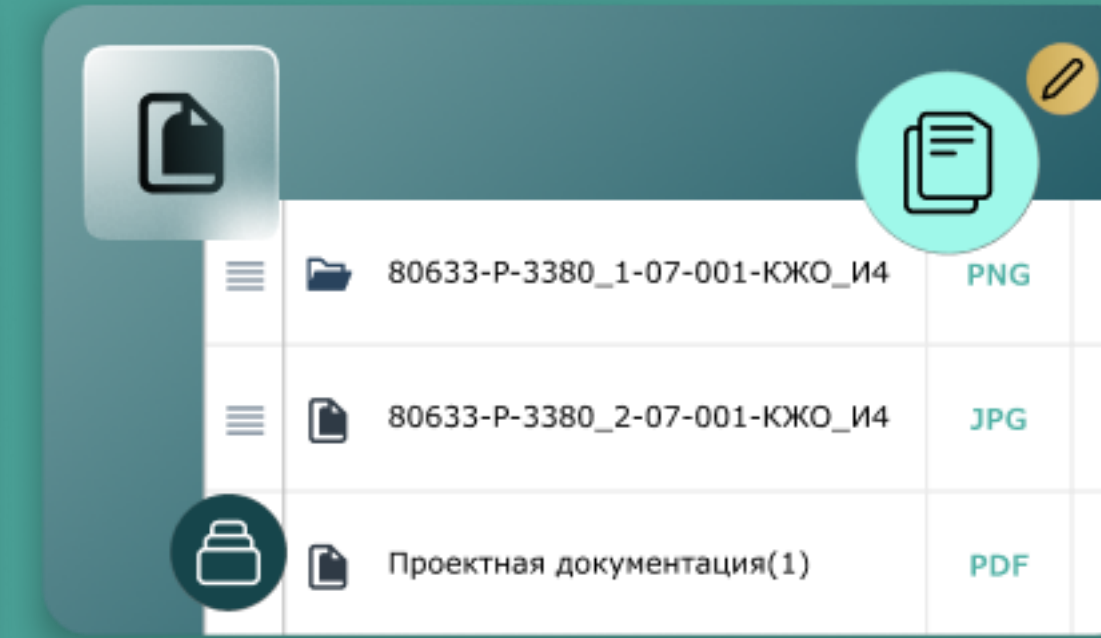 80633-Р-3380_1-07-001-КЖО_И4 PNG
80633-Р-3380_2-07-001-КЖО_И4 JPG
Проектная документация(1) PDF